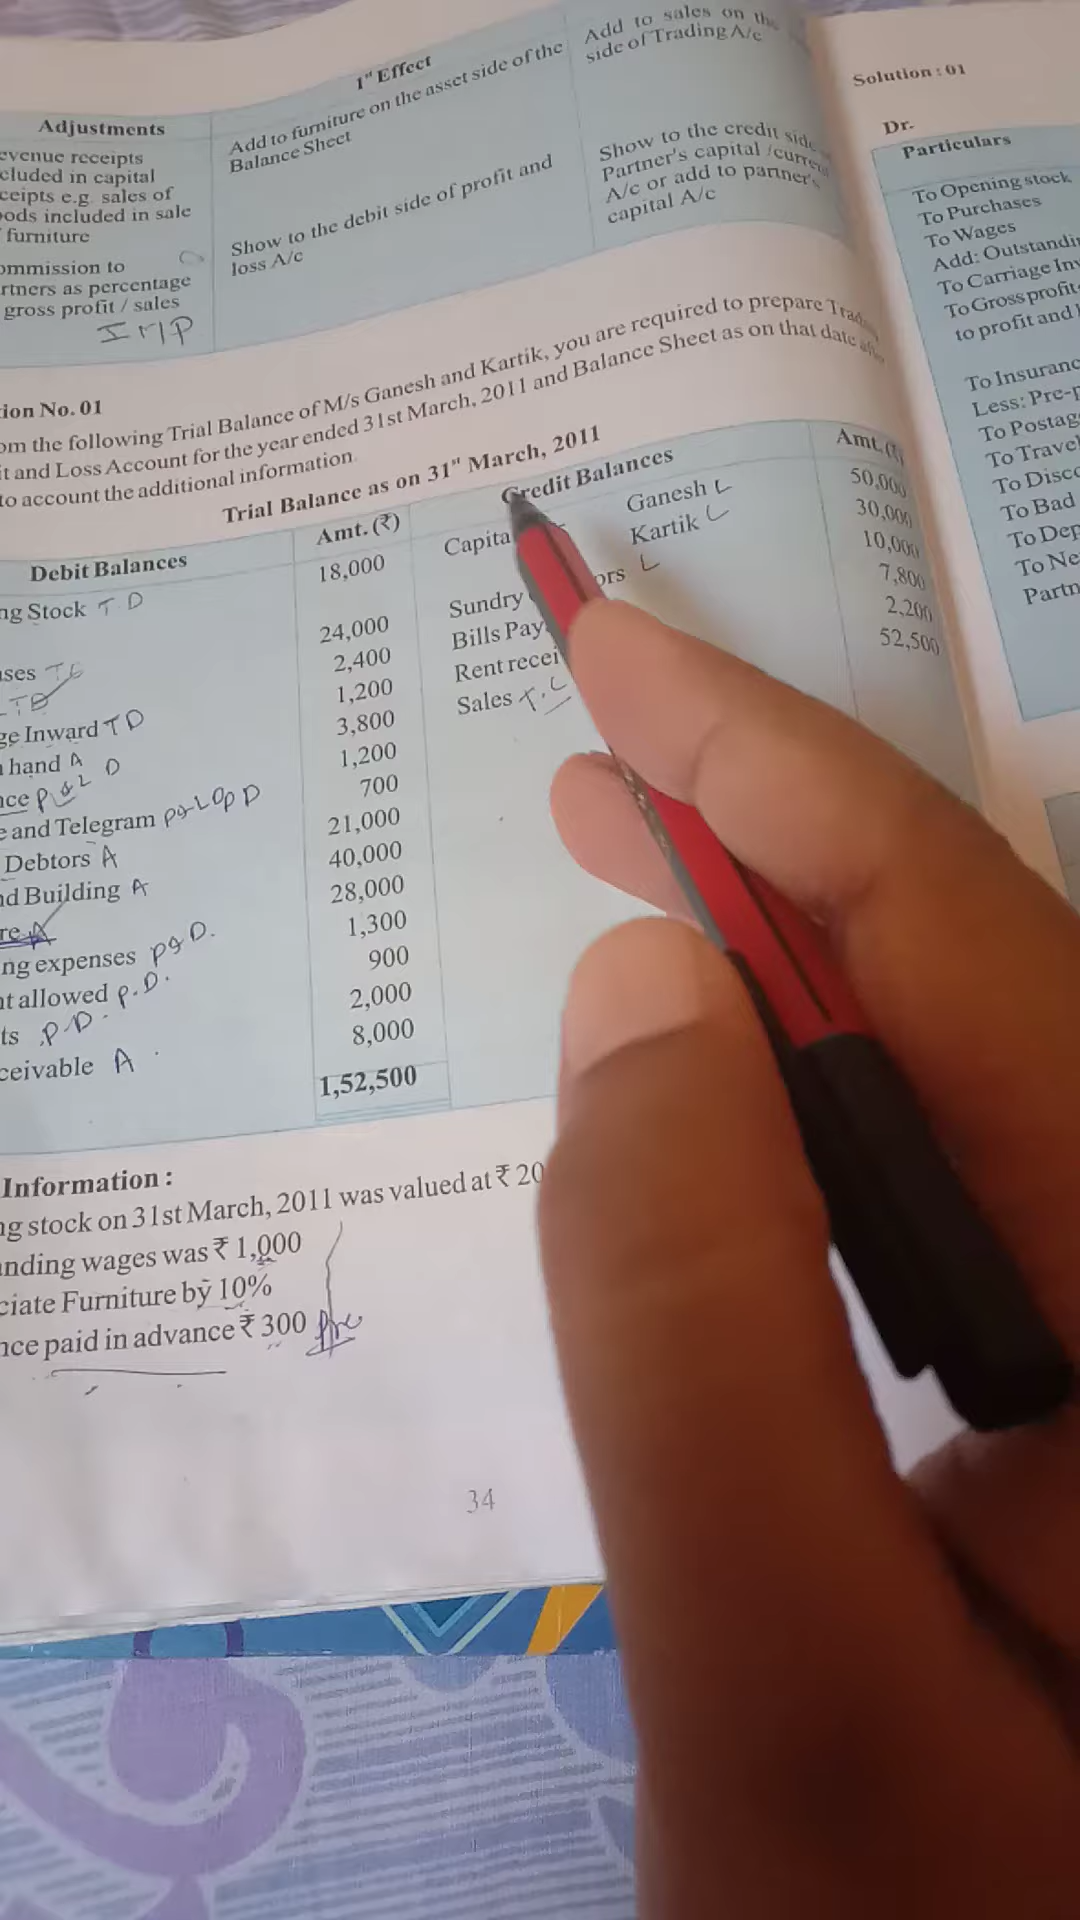 1st Effect
Add to sales on the
side of Trading A/c
Adjustments
Add to furniture on the asset side of the
Balance Sheet
evenue receipts
cluded in capital
ceipts e.g. sales of
ods included in sale
furniture
Show to the debit side of profit and
loss A/c
Show to the credit side
Partner's capital /curren
A/c or add to partner's
capital A/c
ommission to
rtners as percentage
gross profit / sales
IMP
ion No. 01
om the following Trial Balance of M/s Ganesh and Kartik, you are required to prepare Trad
it and Loss Account for the year ended 31st March, 2011 and Balance Sheet as on that date aft
to account the additional information
Trial Balance as on 31st March, 2011
Debit Balances Amt. (₹) Credit Balances Amt.(₹)
ng Stock T D 18,000 Capita Ganesh L 50,000
Kartik L 30,000
ses 24,000 Sundry ors L 10,000
T D 2,400 Bills Pay 7,800
ge Inward T D 1,200 Rent recei 2,200
hand A 3,800 Sales T.C 52,500
nce P&L D 1,200
e and Telegram D 700
Debtors A 21,000
nd Building A 40,000
re A 28,000
ng expenses 1,300
nt allowed P.D. 900
ts P.D. 2,000
ceivable A 8,000
1,52,500
Information :
ng stock on 31st March, 2011 was valued at ₹ 20
nding wages was ₹ 1,000
ciate Furniture by 10%
nce paid in advance ₹ 300 Pre
34
Solution : 01
Dr.
Particulars
To Opening stock
To Purchases
To Wages
Add: Outstandi
To Carriage Inw
To Gross profit
to profit and
To Insuranc
Less: Pre-p
To Postag
To Travel
To Disco
To Bad
To Dep
To Ne
Partn